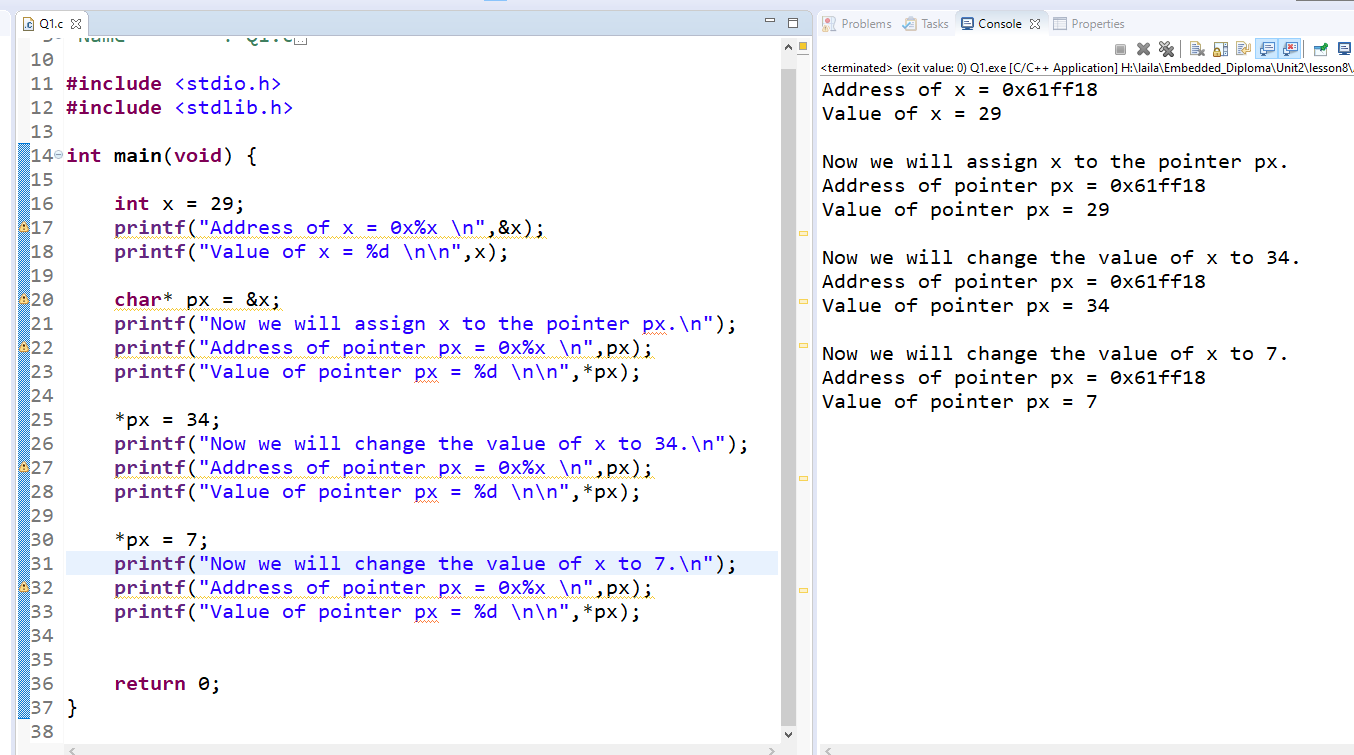 Q1.c
10
11 #include <stdio.h>
12 #include <stdlib.h>
13
14 int main(void) {
15
16 int x = 29;
17 printf("Address of x = 0x%x \n",&x);
18 printf("Value of x = %d \n\n",x);
19
20 char* px = &x;
21 printf("Now we will assign x to the pointer px.\n");
22 printf("Address of pointer px = 0x%x \n",px);
23 printf("Value of pointer px = %d \n\n",*px);
24
25 *px = 34;
26 printf("Now we will change the value of x to 34.\n");
27 printf("Address of pointer px = 0x%x \n",px);
28 printf("Value of pointer px = %d \n\n",*px);
29
30 *px = 7;
31 printf("Now we will change the value of x to 7.\n");
32 printf("Address of pointer px = 0x%x \n",px);
33 printf("Value of pointer px = %d \n\n",*px);
34
35
36 return 0;
37 }
38
Problems Tasks Console Properties
<terminated> (exit value: 0) Q1.exe [C/C++ Application] H:\laila\Embedded_Diploma\Unit2\lesson8\
Address of x = 0x61ff18
Value of x = 29
Now we will assign x to the pointer px.
Address of pointer px = 0x61ff18
Value of pointer px = 29
Now we will change the value of x to 34.
Address of pointer px = 0x61ff18
Value of pointer px = 34
Now we will change the value of x to 7.
Address of pointer px = 0x61ff18
Value of pointer px = 7